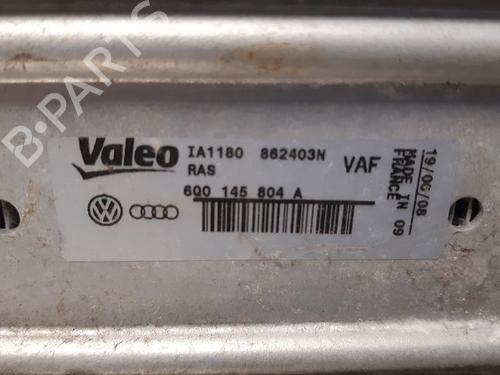 B-PARTS
Valeo IA1180 862403N
RAS VAF
6Q0 145 804 A
19/06/08
MADE IN 09
FRANCE